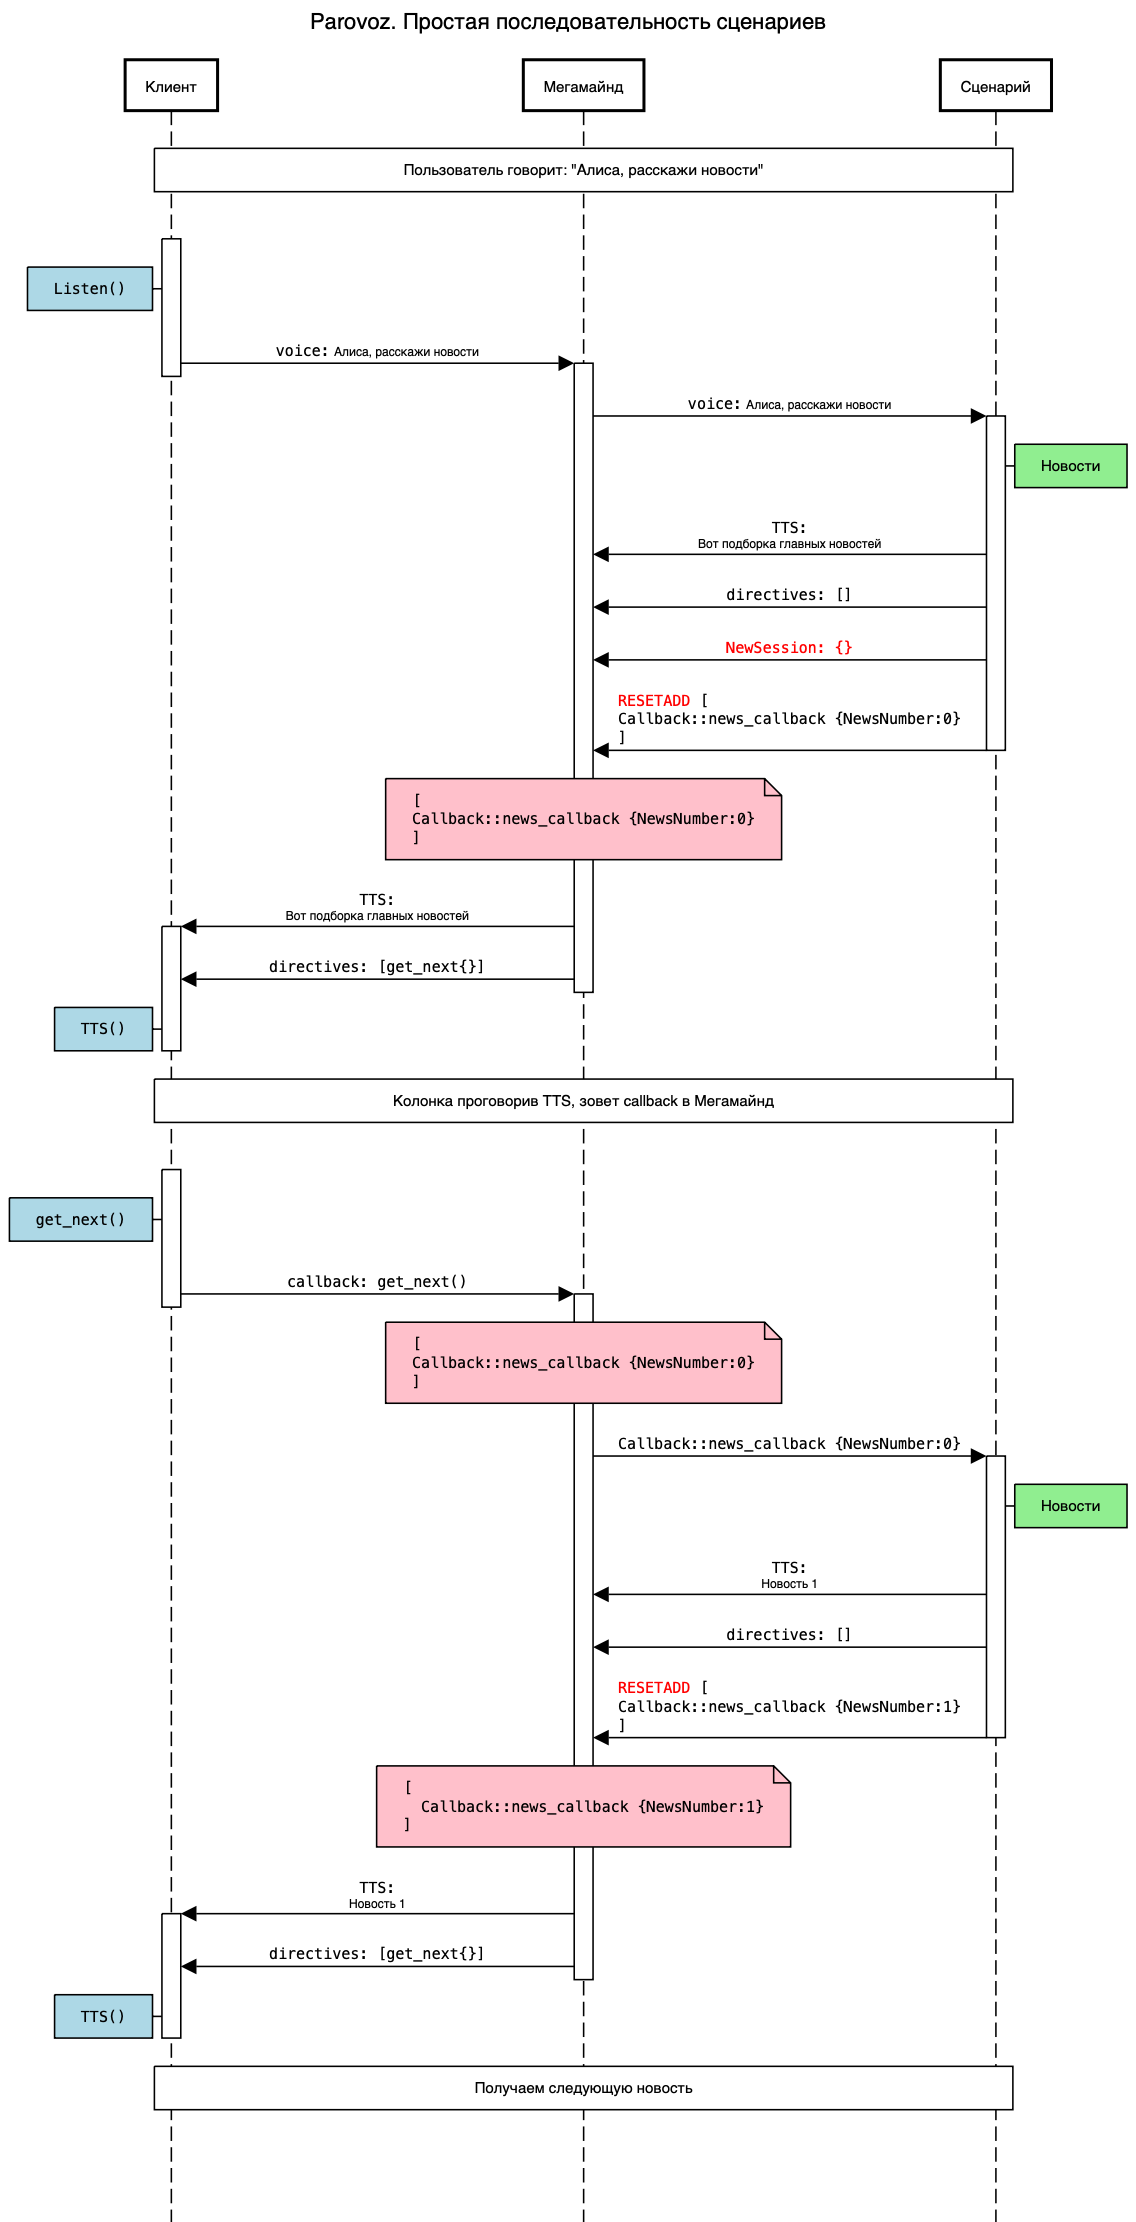 Parovoz. Простая последовательность сценариев
Клиент
Мегамайнд
Сценарий
Пользователь говорит: "Алиса, расскажи новости"
Listen()
voice: Алиса, расскажи новости
voice: Алиса, расскажи новости
Новости
TTS:
Вот подборка главных новостей
directives: []
NewSession: {}
RESETADD [
Callback::news_callback {NewsNumber:0}
]
[
Callback::news_callback {NewsNumber:0}
]
TTS:
Вот подборка главных новостей
directives: [get_next{}]
TTS()
Колонка проговорив TTS, зовет callback в Мегамайнд
get_next()
callback: get_next()
[
Callback::news_callback {NewsNumber:0}
]
Callback::news_callback {NewsNumber:0}
Новости
TTS:
Новость 1
directives: []
RESETADD [
Callback::news_callback {NewsNumber:1}
]
[
Callback::news_callback {NewsNumber:1}
]
TTS:
Новость 1
directives: [get_next{}]
TTS()
Получаем следующую новость